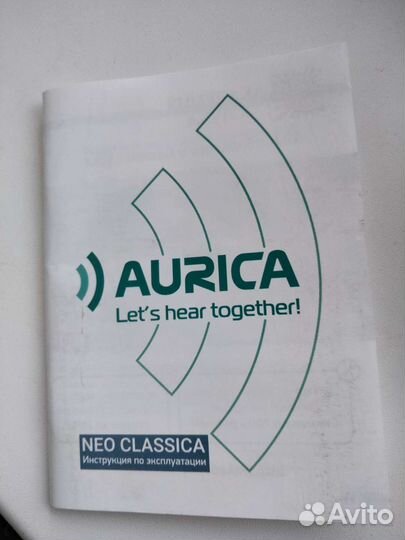 AURICA
Let's hear together!
NEO CLASSICA
Инструкция по эксплуатации
Avito